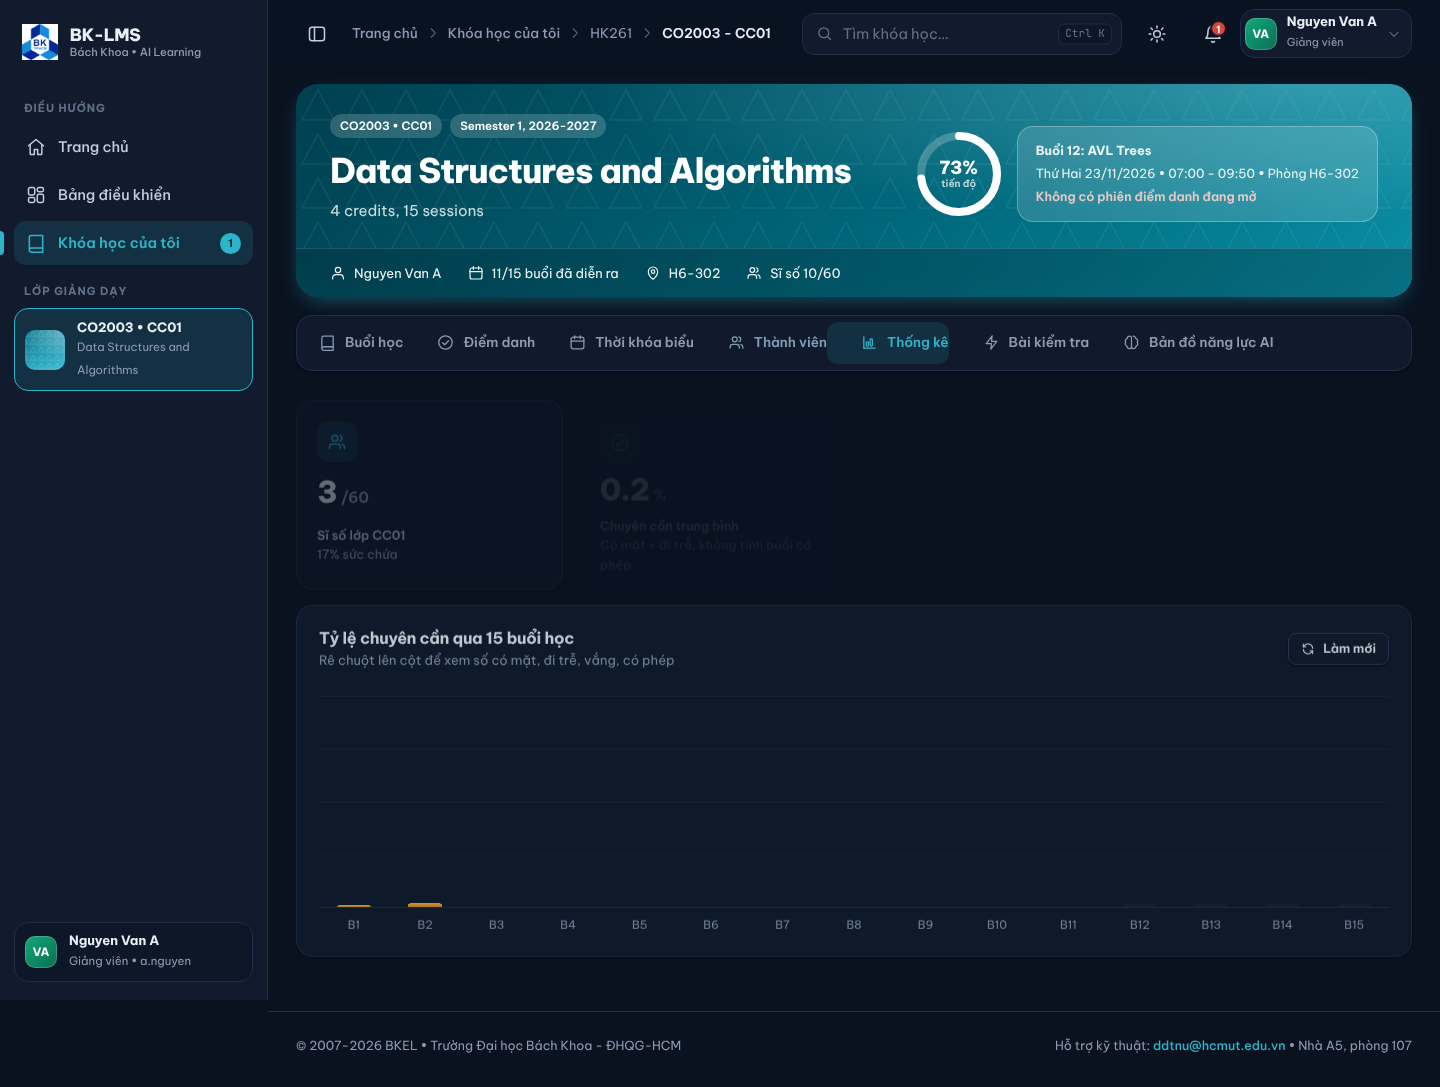 BK-LMS
Bách Khoa • AI Learning
ĐIỀU HƯỚNG
Trang chủ
Bảng điều khiển
Khóa học của tôi 1
LỚP GIẢNG DẠY
CO2003 • CC01
Data Structures and
Algorithms
Nguyen Van A
VA
Giảng viên • a.nguyen
Trang chủ > Khóa học của tôi > HK261 > CO2003 - CC01
Tìm khóa học...
Ctrl K
1
VA
Nguyen Van A
Giảng viên
CO2003 • CC01
Semester 1, 2026-2027
Data Structures and Algorithms
4 credits, 15 sessions
73%
tiến độ
Buổi 12: AVL Trees
Thứ Hai 23/11/2026 • 07:00 - 09:50 • Phòng H6-302
Không có phiên điểm danh đang mở
Nguyen Van A
11/15 buổi đã diễn ra
H6-302
Sĩ số 10/60
Buổi học
Điểm danh
Thời khóa biểu
Thành viên
Thống kê
Bài kiểm tra
Bản đồ năng lực AI
3 /60
Sĩ số lớp CC01
17% sức chứa
0.2 %
Chuyên cần trung bình
Có mặt + đi trễ, không tính buổi có
phép
Tỷ lệ chuyên cần qua 15 buổi học
Rê chuột lên cột để xem số có mặt, đi trễ, vắng, có phép
Làm mới
B1 B2 B3 B4 B5 B6 B7 B8 B9 B10 B11 B12 B13 B14 B15
© 2007-2026 BKEL • Trường Đại học Bách Khoa - ĐHQG-HCM
Hỗ trợ kỹ thuật: ddtnu@hcmut.edu.vn • Nhà A5, phòng 107